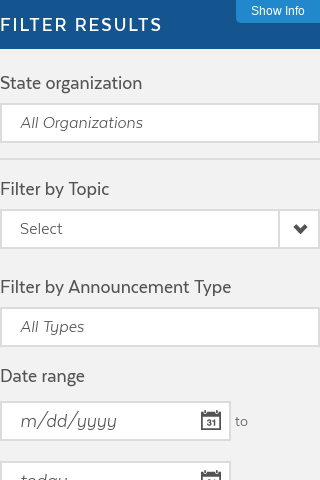 Show Info
FILTER RESULTS
State organization
All Organizations
Filter by Topic
Select
Filter by Announcement Type
All Types
Date range
m/dd/yyyy
31
to
today